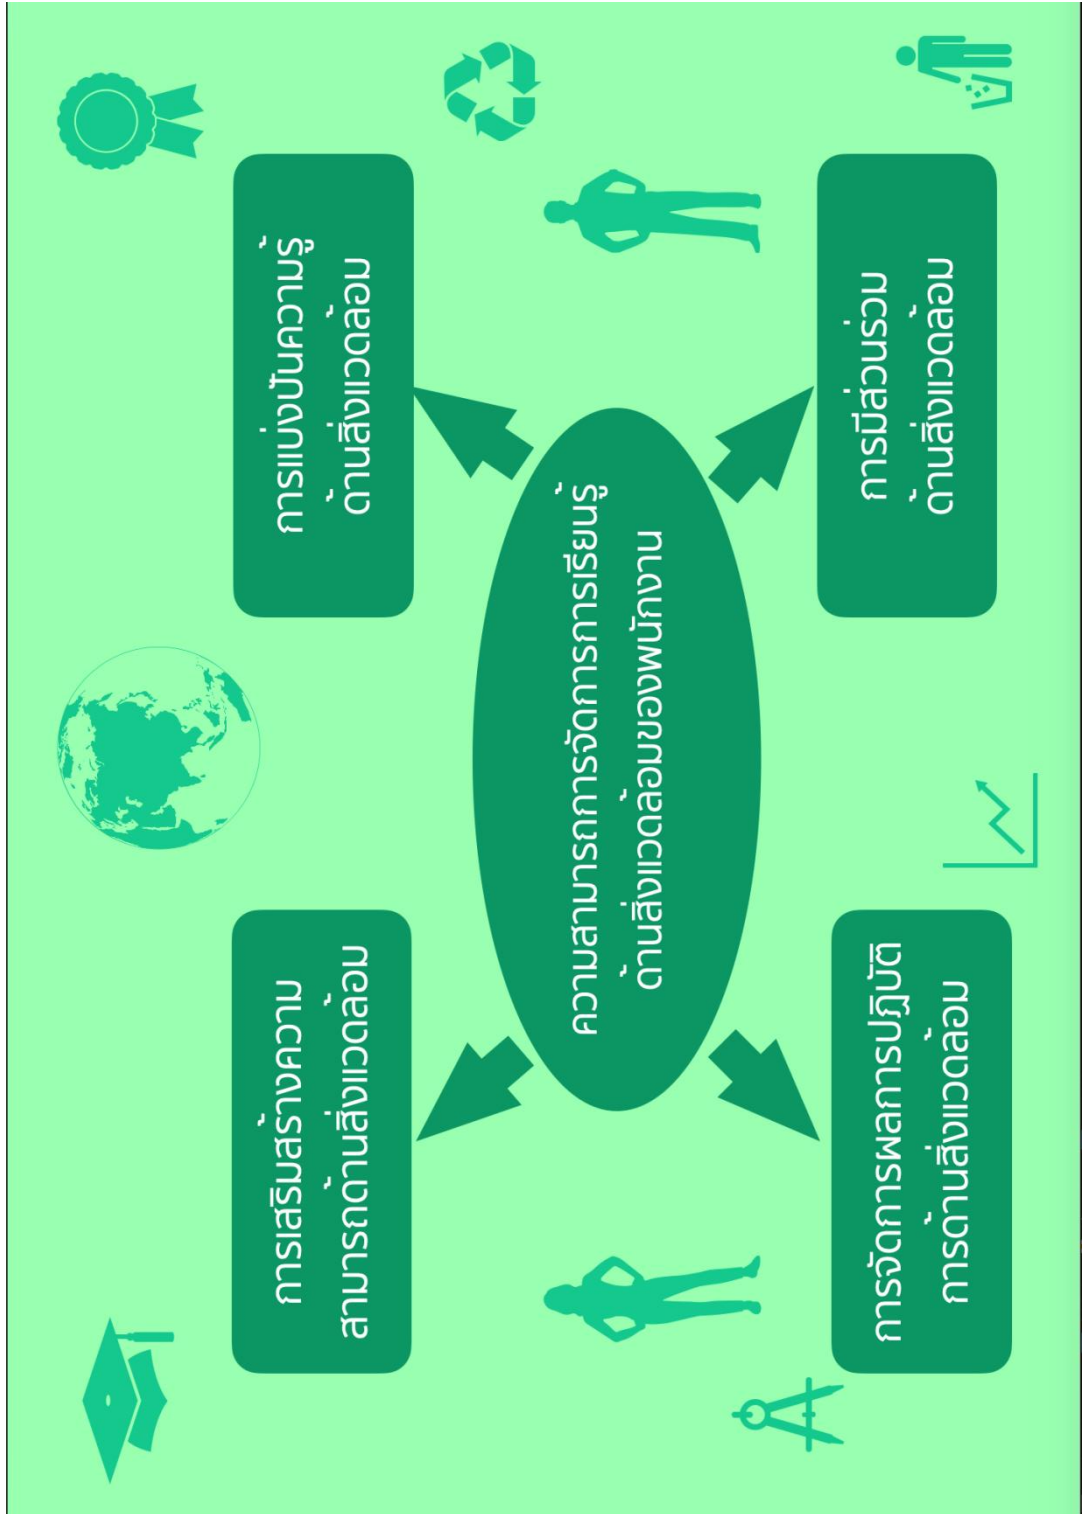 การเสริมสร้างความ
สามารถด้านสิ่งแวดล้อม
การแบ่งปันความรู้
ด้านสิ่งแวดล้อม
ความสามารถการจัดการการเรียนรู้
ด้านสิ่งแวดล้อมของพนักงาน
การจัดการผลการปฏิบัติ
การด้านสิ่งแวดล้อม
การมีส่วนร่วม
ด้านสิ่งแวดล้อม